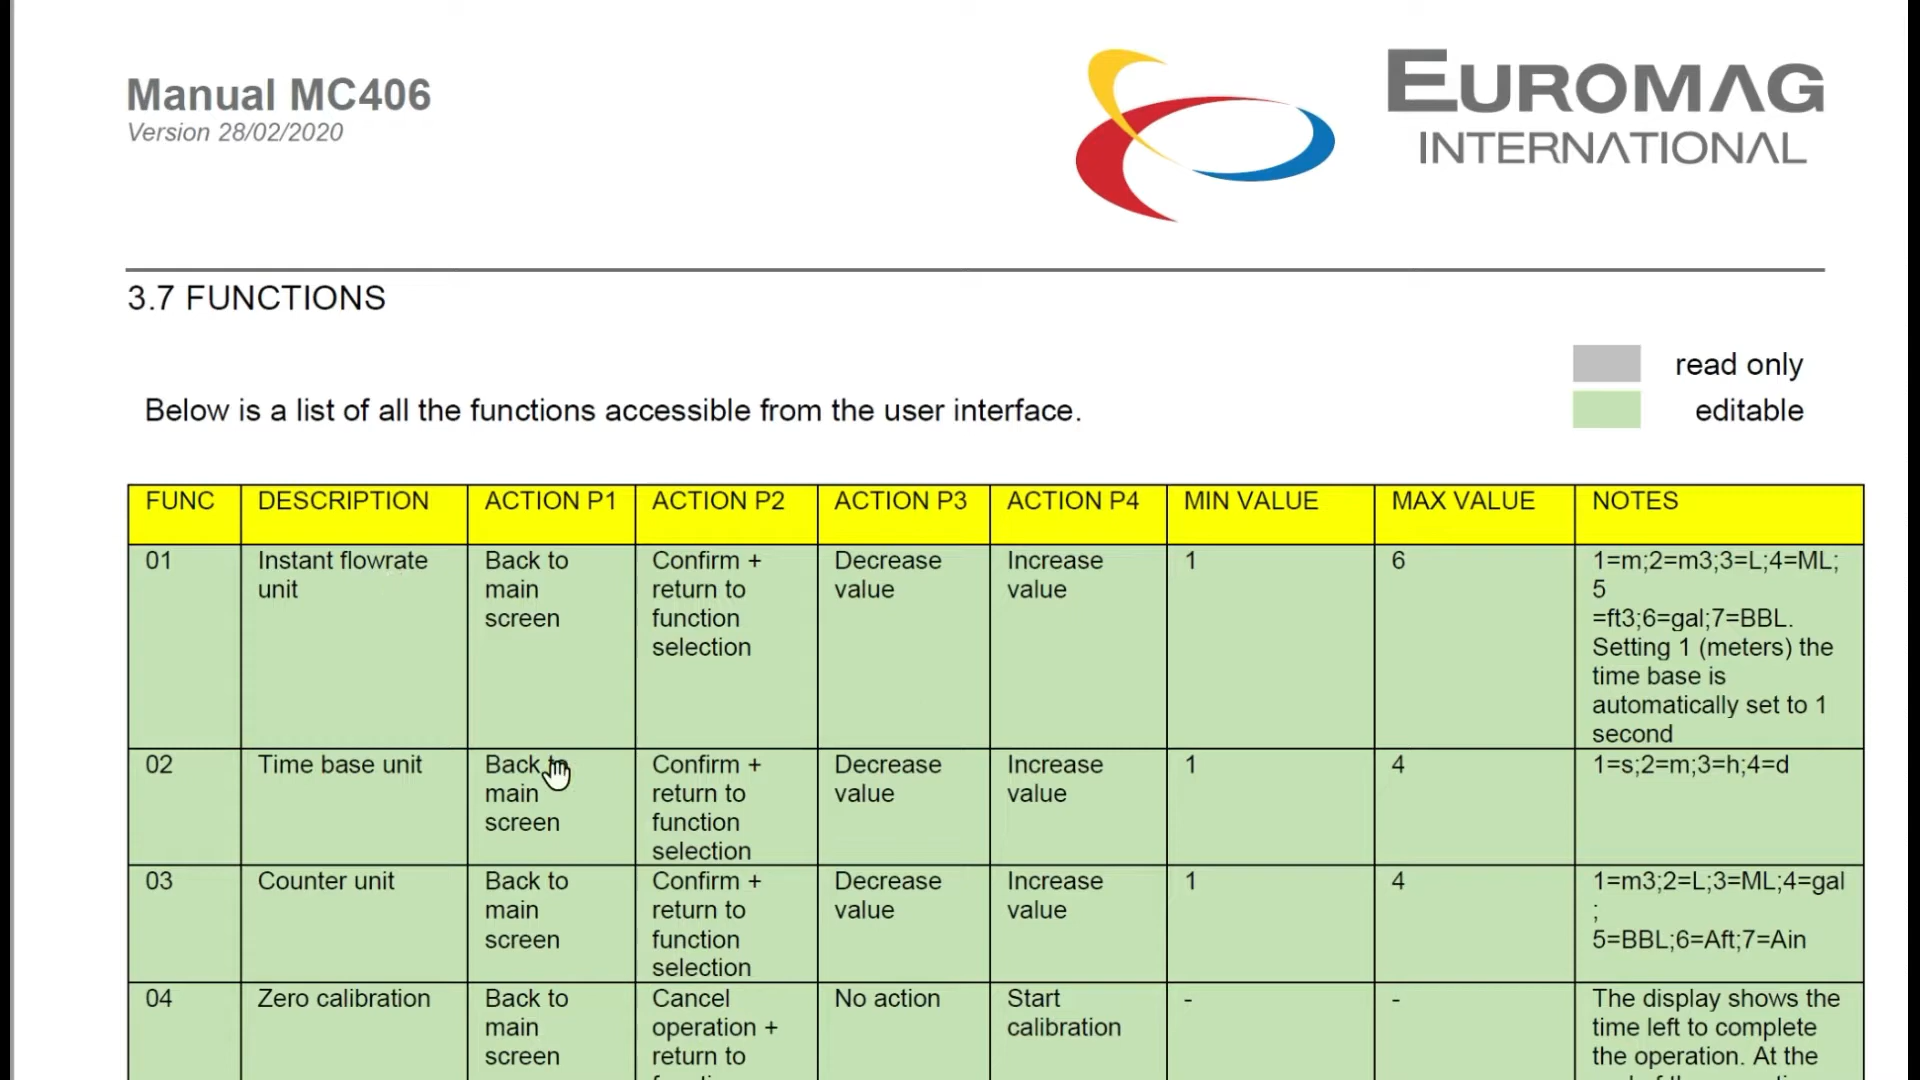 Manual MC406
Version 28/02/2020
EUROMAG
INTERNATIONAL
3.7 FUNCTIONS
read only
Below is a list of all the functions accessible from the user interface.
editable
FUNC DESCRIPTION ACTION P1 ACTION P2 ACTION P3 ACTION P4 MIN VALUE MAX VALUE NOTES
01
Instant flowrate
unit
Back to
main
screen
Confirm +
return to
function
selection
Decrease
value
Increase
value
1
6
1=m;2=m3;3=L;4=ML;
5
=ft3;6=gal;7=BBL.
Setting 1 (meters) the
time base is
automatically set to 1
second
02
Time base unit
Back to
main
screen
Confirm +
return to
function
selection
Decrease
value
Increase
value
1
4
1=s;2=m;3=h;4=d
03
Counter unit
Back to
main
screen
Confirm +
return to
function
selection
Decrease
value
Increase
value
1
4
1=m3;2=L;3=ML;4=gal
;
5=BBL;6=Aft;7=Ain
04
Zero calibration
Back to
main
screen
Cancel
operation +
return to
No action
Start
calibration
-
-
The display shows the
time left to complete
the operation. At the